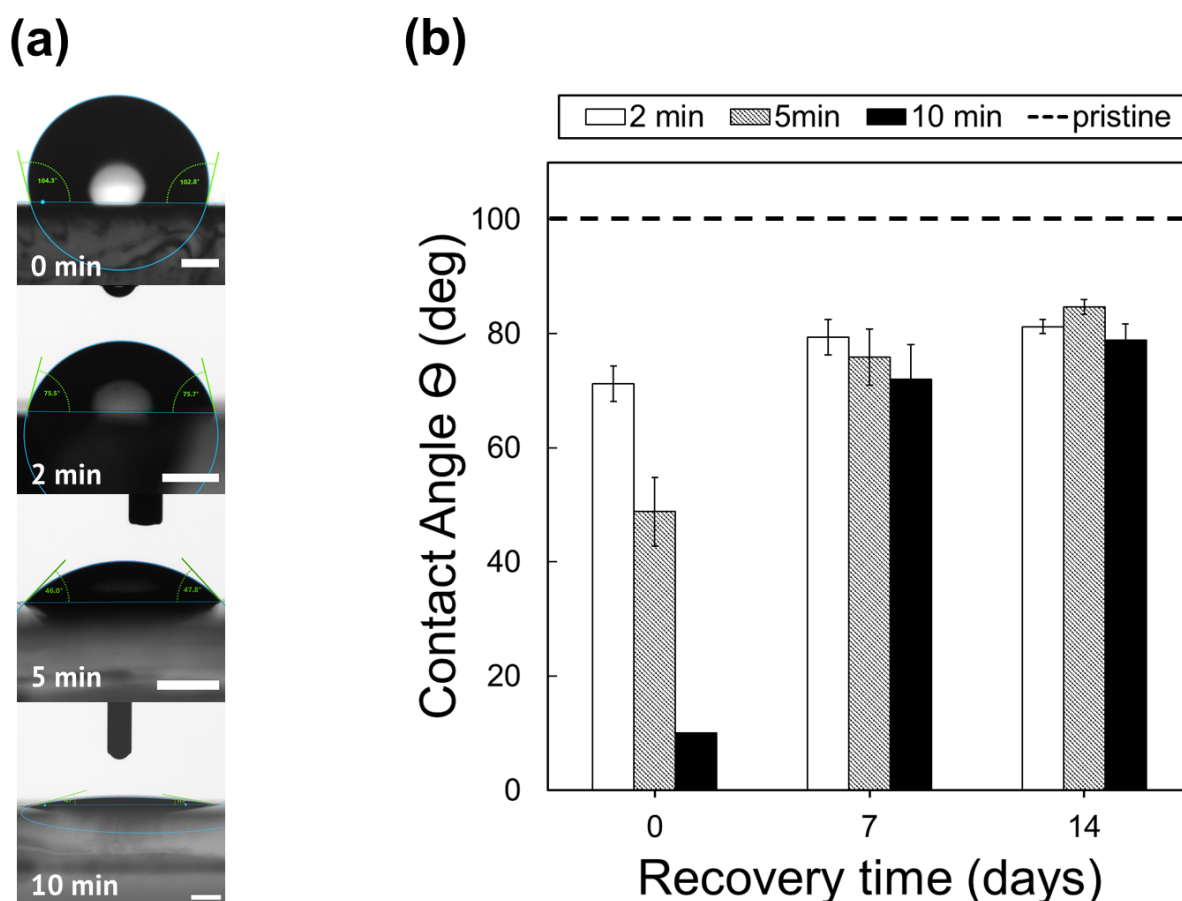 (a)
104.3° 102.8°
0 min
75.5° 75.7°
2 min
46.0° 47.8°
5 min
10 min
(b)
2 min 5min 10 min pristine
Contact Angle Θ (deg)
100
80
60
40
20
0
0 7 14
Recovery time (days)